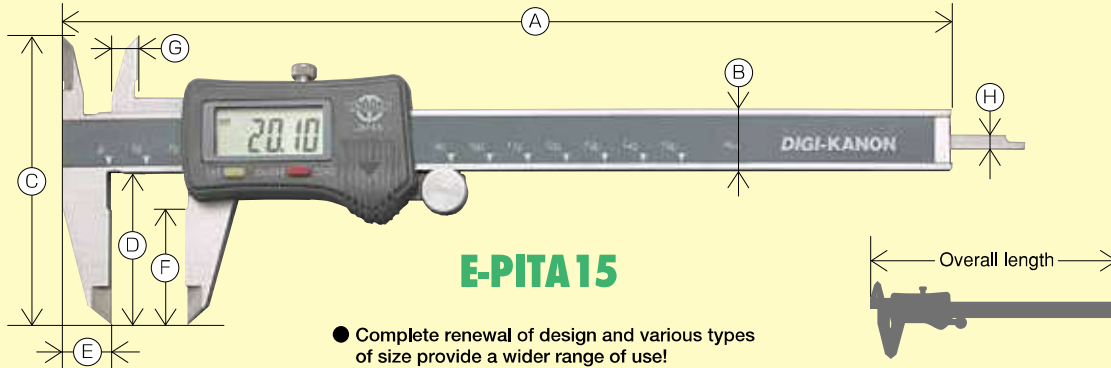 A
B
C
G
H
20.10
JAPAN
DIGI-KANON
D
F
E
E-PITA15
Overall length
● Complete renewal of design and various types
of size provide a wider range of use!